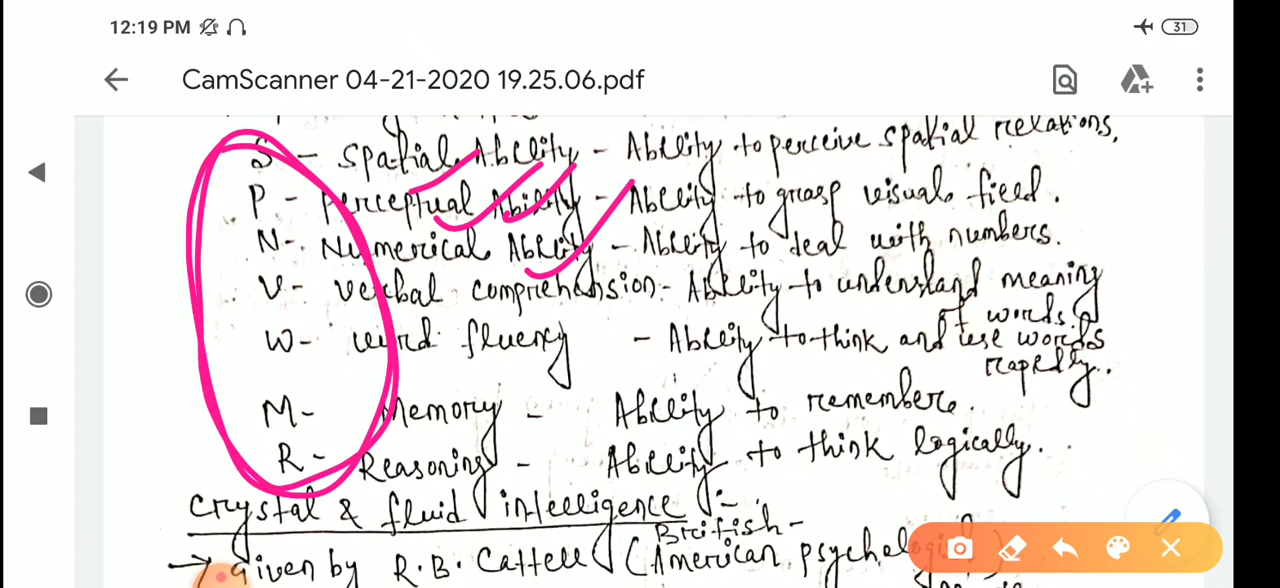 12:19 PM 31
CamScanner 04-21-2020 19.25.06.pdf
S - Spatial Ability - Ability to perceive spatial relations,
P - Perceptual Ability - Ability to grasp visual field.
N - Numerical Ability - Ability to deal with numbers.
V - Verbal comprehension - Ability to understand meaning
of words
W - Word fluency - Ability to think and use words
rapidly.
M - Memory - Ability to remember.
R - Reasoning - Ability to think logically.
Crystal & fluid intelligence :-
British -
→ Given by R.B. Cattell (American